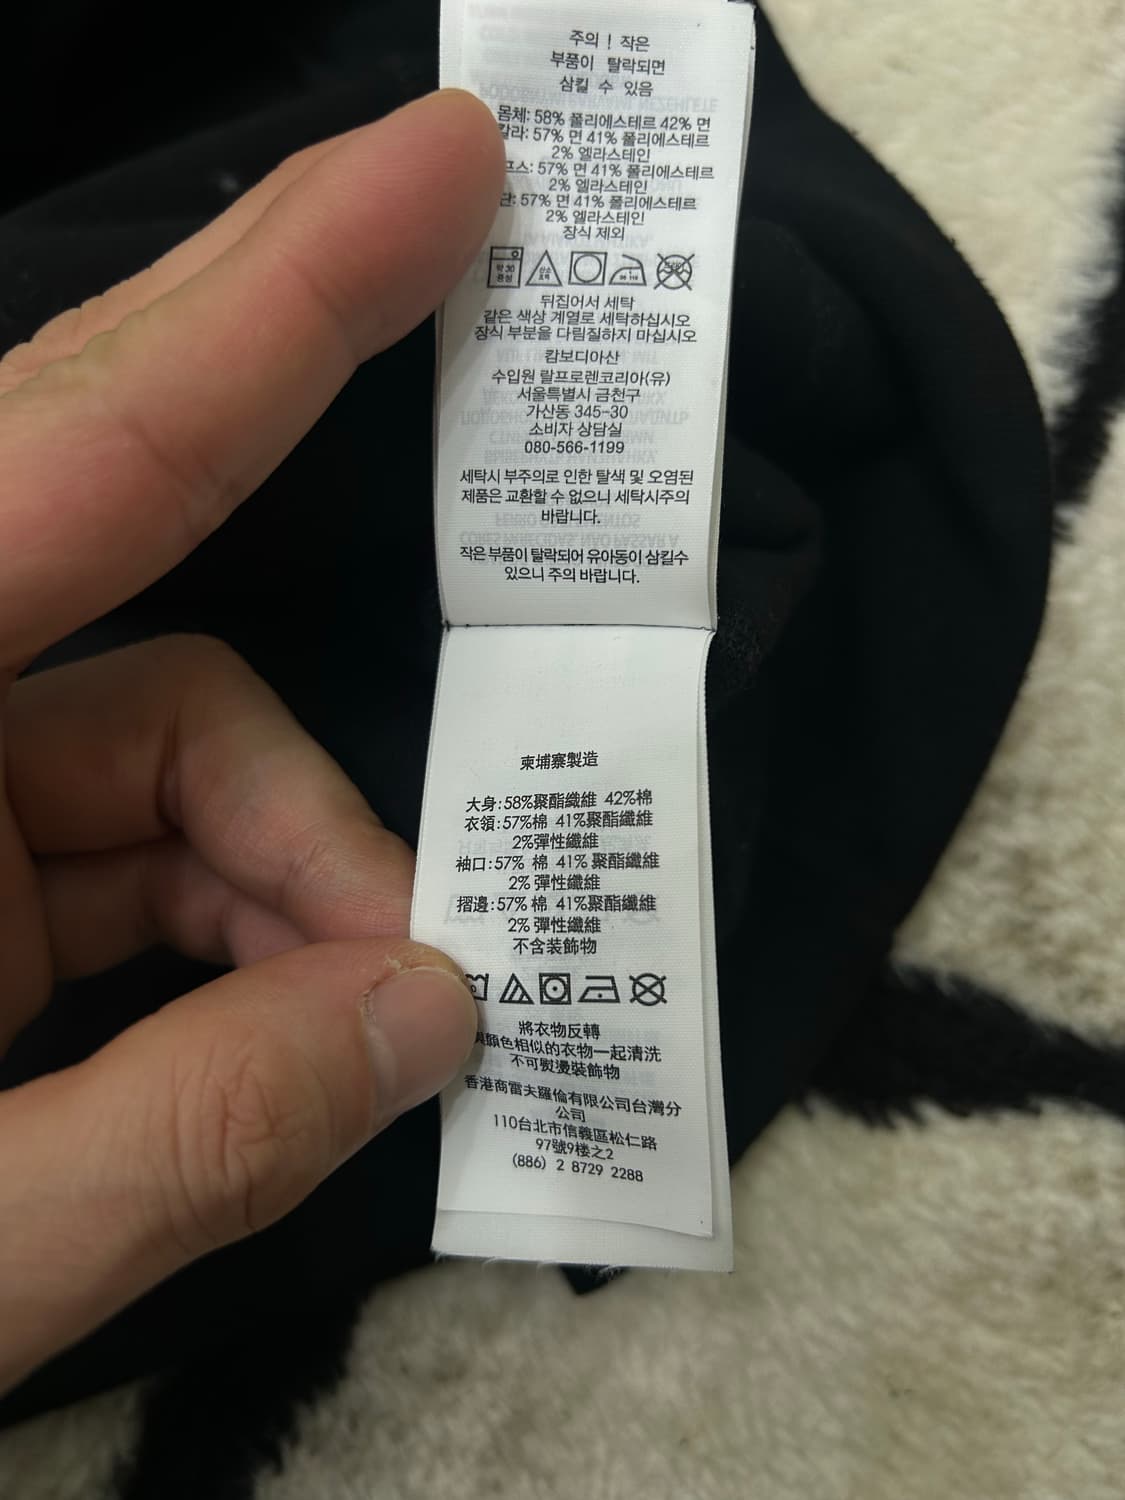 주의 ! 작은
부품이 탈락되면
삼킬 수 있음
몸체: 58% 폴리에스테르 42% 면
칼라: 57% 면 41% 폴리에스테르
2% 엘라스테인
프스: 57% 면 41% 폴리에스테르
2% 엘라스테인
단: 57% 면 41% 폴리에스테르
2% 엘라스테인
장식 제외
약 30 중성
산소 표백
뒤집어서 세탁
같은 색상 계열로 세탁하십시오
장식 부분을 다림질하지 마십시오
캄보디아산
수입원 랄프로렌코리아(유)
서울특별시 금천구
가산동 345-30
소비자 상담실
080-566-1199
세탁시 부주의로 인한 탈색 및 오염된
제품은 교환할 수 없으니 세탁시주의
바랍니다.
작은 부품이 탈락되어 유아동이 삼킬수
있으니 주의 바랍니다.
柬埔寨製造
大身:58%聚酯纖維 42%棉
衣領:57%棉 41%聚酯纖維
2%彈性纖維
袖口:57% 棉 41% 聚酯纖維
2% 彈性纖維
摺邊:57% 棉 41%聚酯纖維
2% 彈性纖維
不含装飾物
將衣物反轉
與顏色相似的衣物一起清洗
不可熨燙裝飾物
香港商雷夫羅倫有限公司台灣分
公司
110台北市信義區松仁路
97號9楼之2
(886) 2 8729 2288